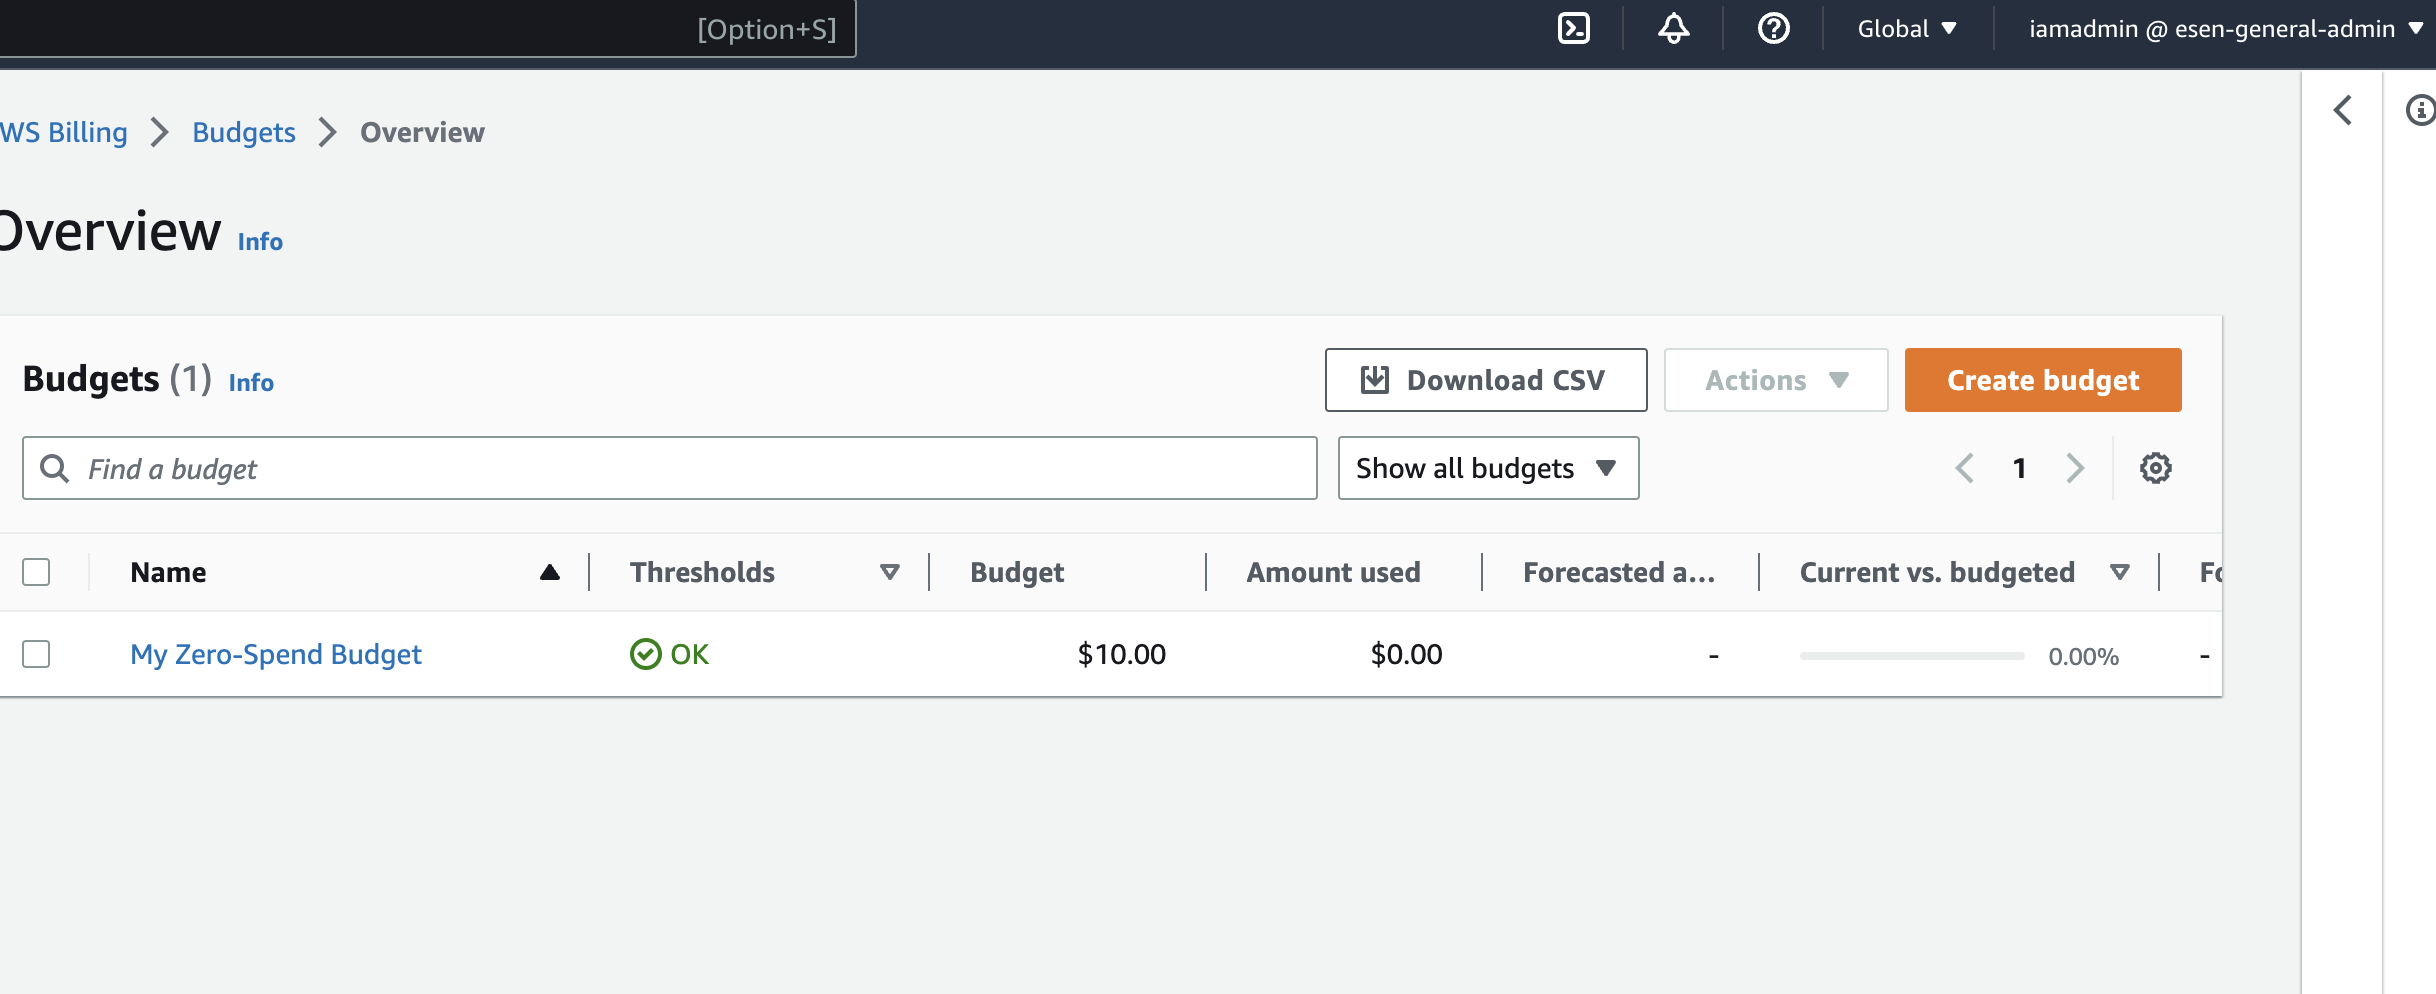 [Option+S] Global iamadmin @ esen-general-admin
WS Billing Budgets Overview
Overview Info
Budgets (1) Info Download CSV Actions Create budget
Find a budget Show all budgets 1
Name Thresholds Budget Amount used Forecasted a... Current vs. budgeted
My Zero-Spend Budget OK $10.00 $0.00 - 0.00% -